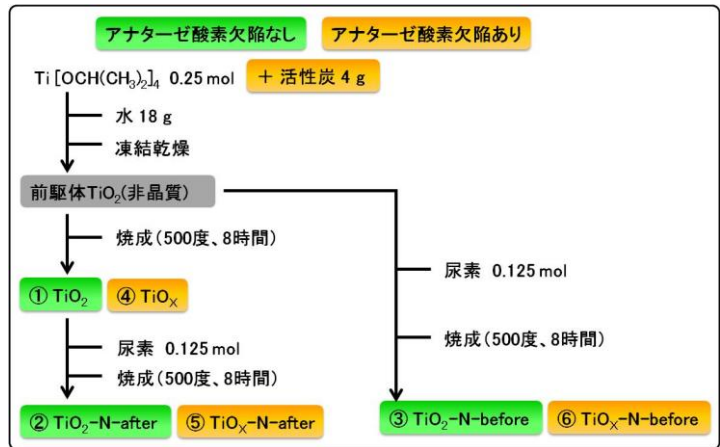 アナターゼ酸素欠陥なし アナターゼ酸素欠陥あり
Ti[OCH(CH₃)₂]₄ 0.25 mol ＋ 活性炭 4 g
水 18 g
凍結乾燥
前駆体TiO₂(非晶質)
焼成(500度、8時間)
① TiO₂ ④ TiOₓ
尿素 0.125 mol
焼成(500度、8時間)
② TiO₂-N-after ⑤ TiOₓ-N-after
尿素 0.125 mol
焼成(500度、8時間)
③ TiO₂-N-before ⑥ TiOₓ-N-before